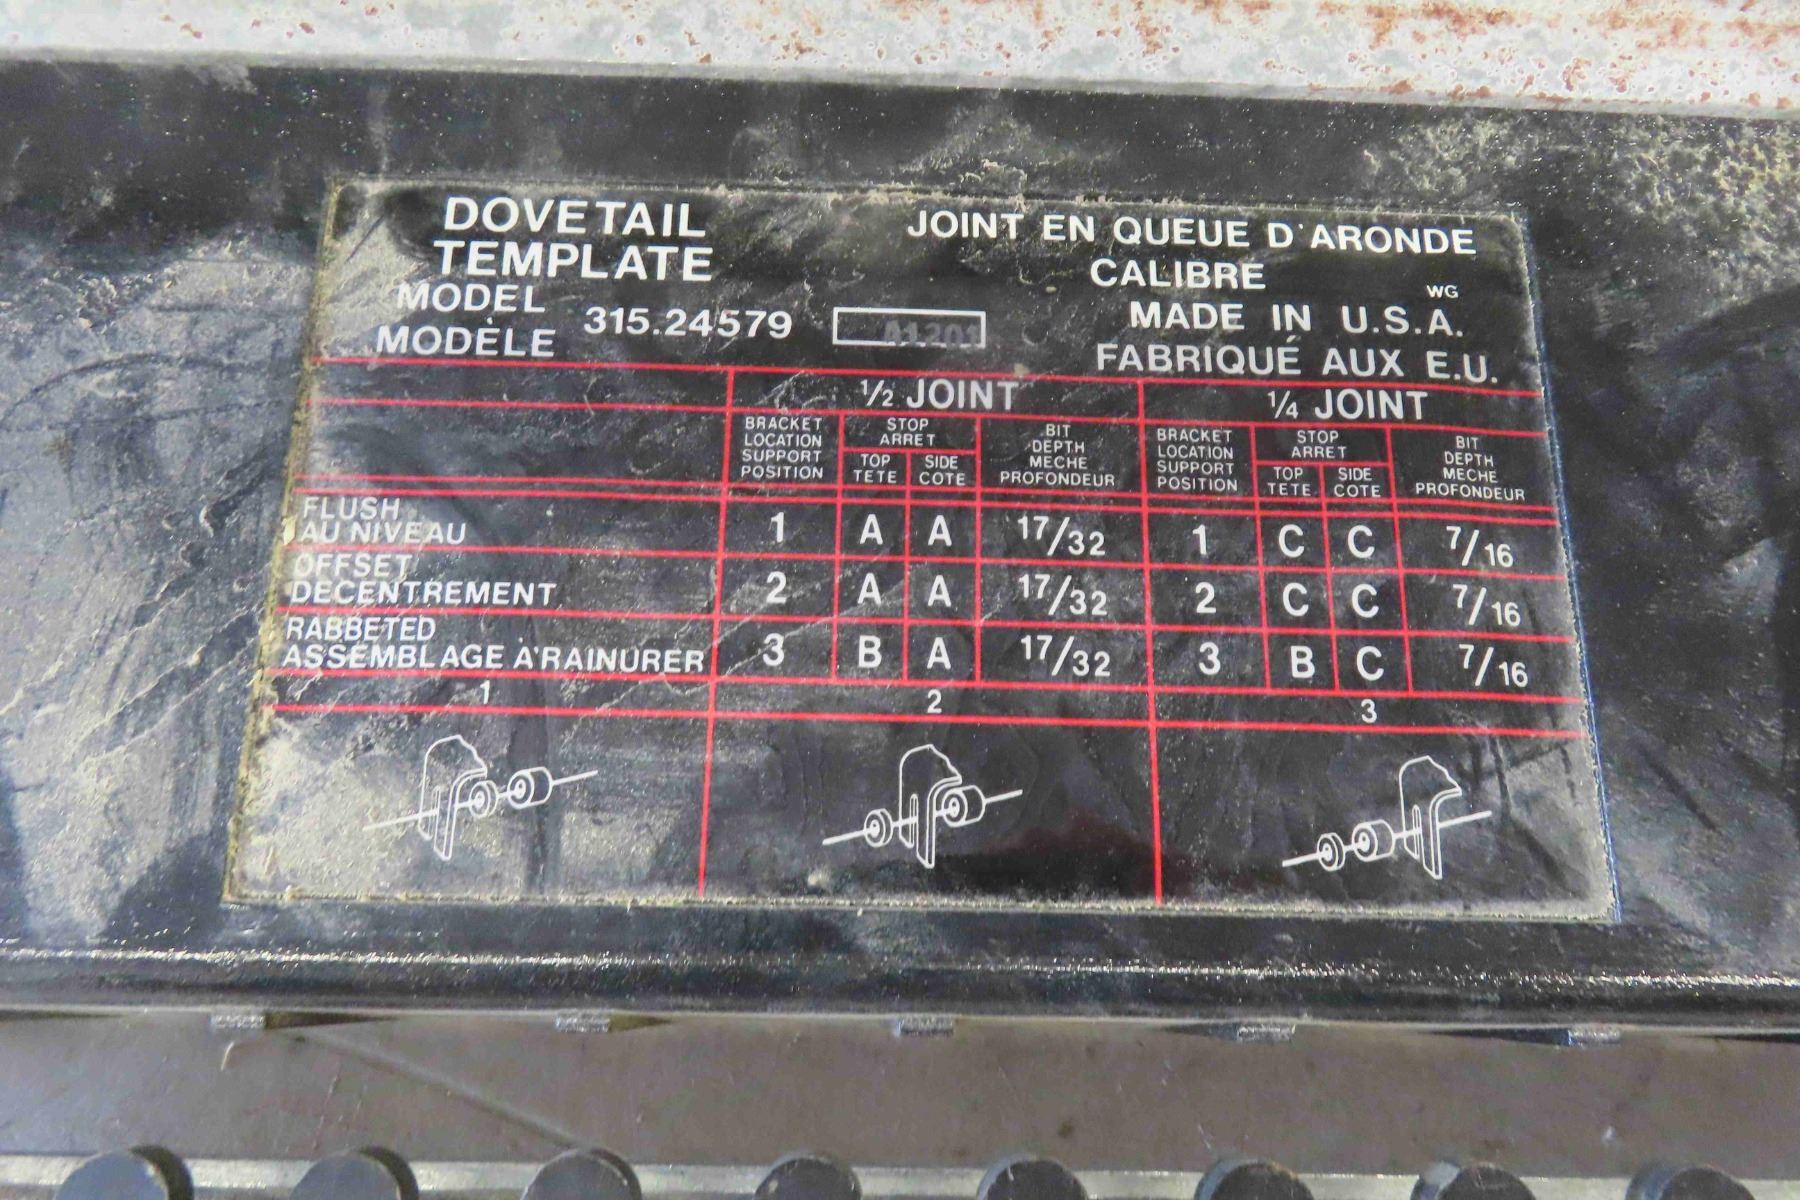 DOVETAIL
TEMPLATE
MODEL
MODÈLE
315.24579
JOINT EN QUEUE D'ARONDE
CALIBRE
WG
MADE IN U.S.A.
FABRIQUÉ AUX E.U.
1/2 JOINT
1/4 JOINT
BRACKET
LOCATION
SUPPORT
POSITION
STOP
ARRET
TOP
TETE
SIDE
COTE
BIT
DEPTH
MECHE
PROFONDEUR
BRACKET
LOCATION
SUPPORT
POSITION
STOP
ARRET
TOP
TETE
SIDE
COTE
BIT
DEPTH
MECHE
PROFONDEUR
FLUSH
AU NIVEAU
1 A A 17/32 1 C C 7/16
OFFSET
DECENTREMENT
2 A A 17/32 2 C C 7/16
RABBETED
ASSEMBLAGE A'RAINURER
3 B A 17/32 3 B C 7/16
1 2 3